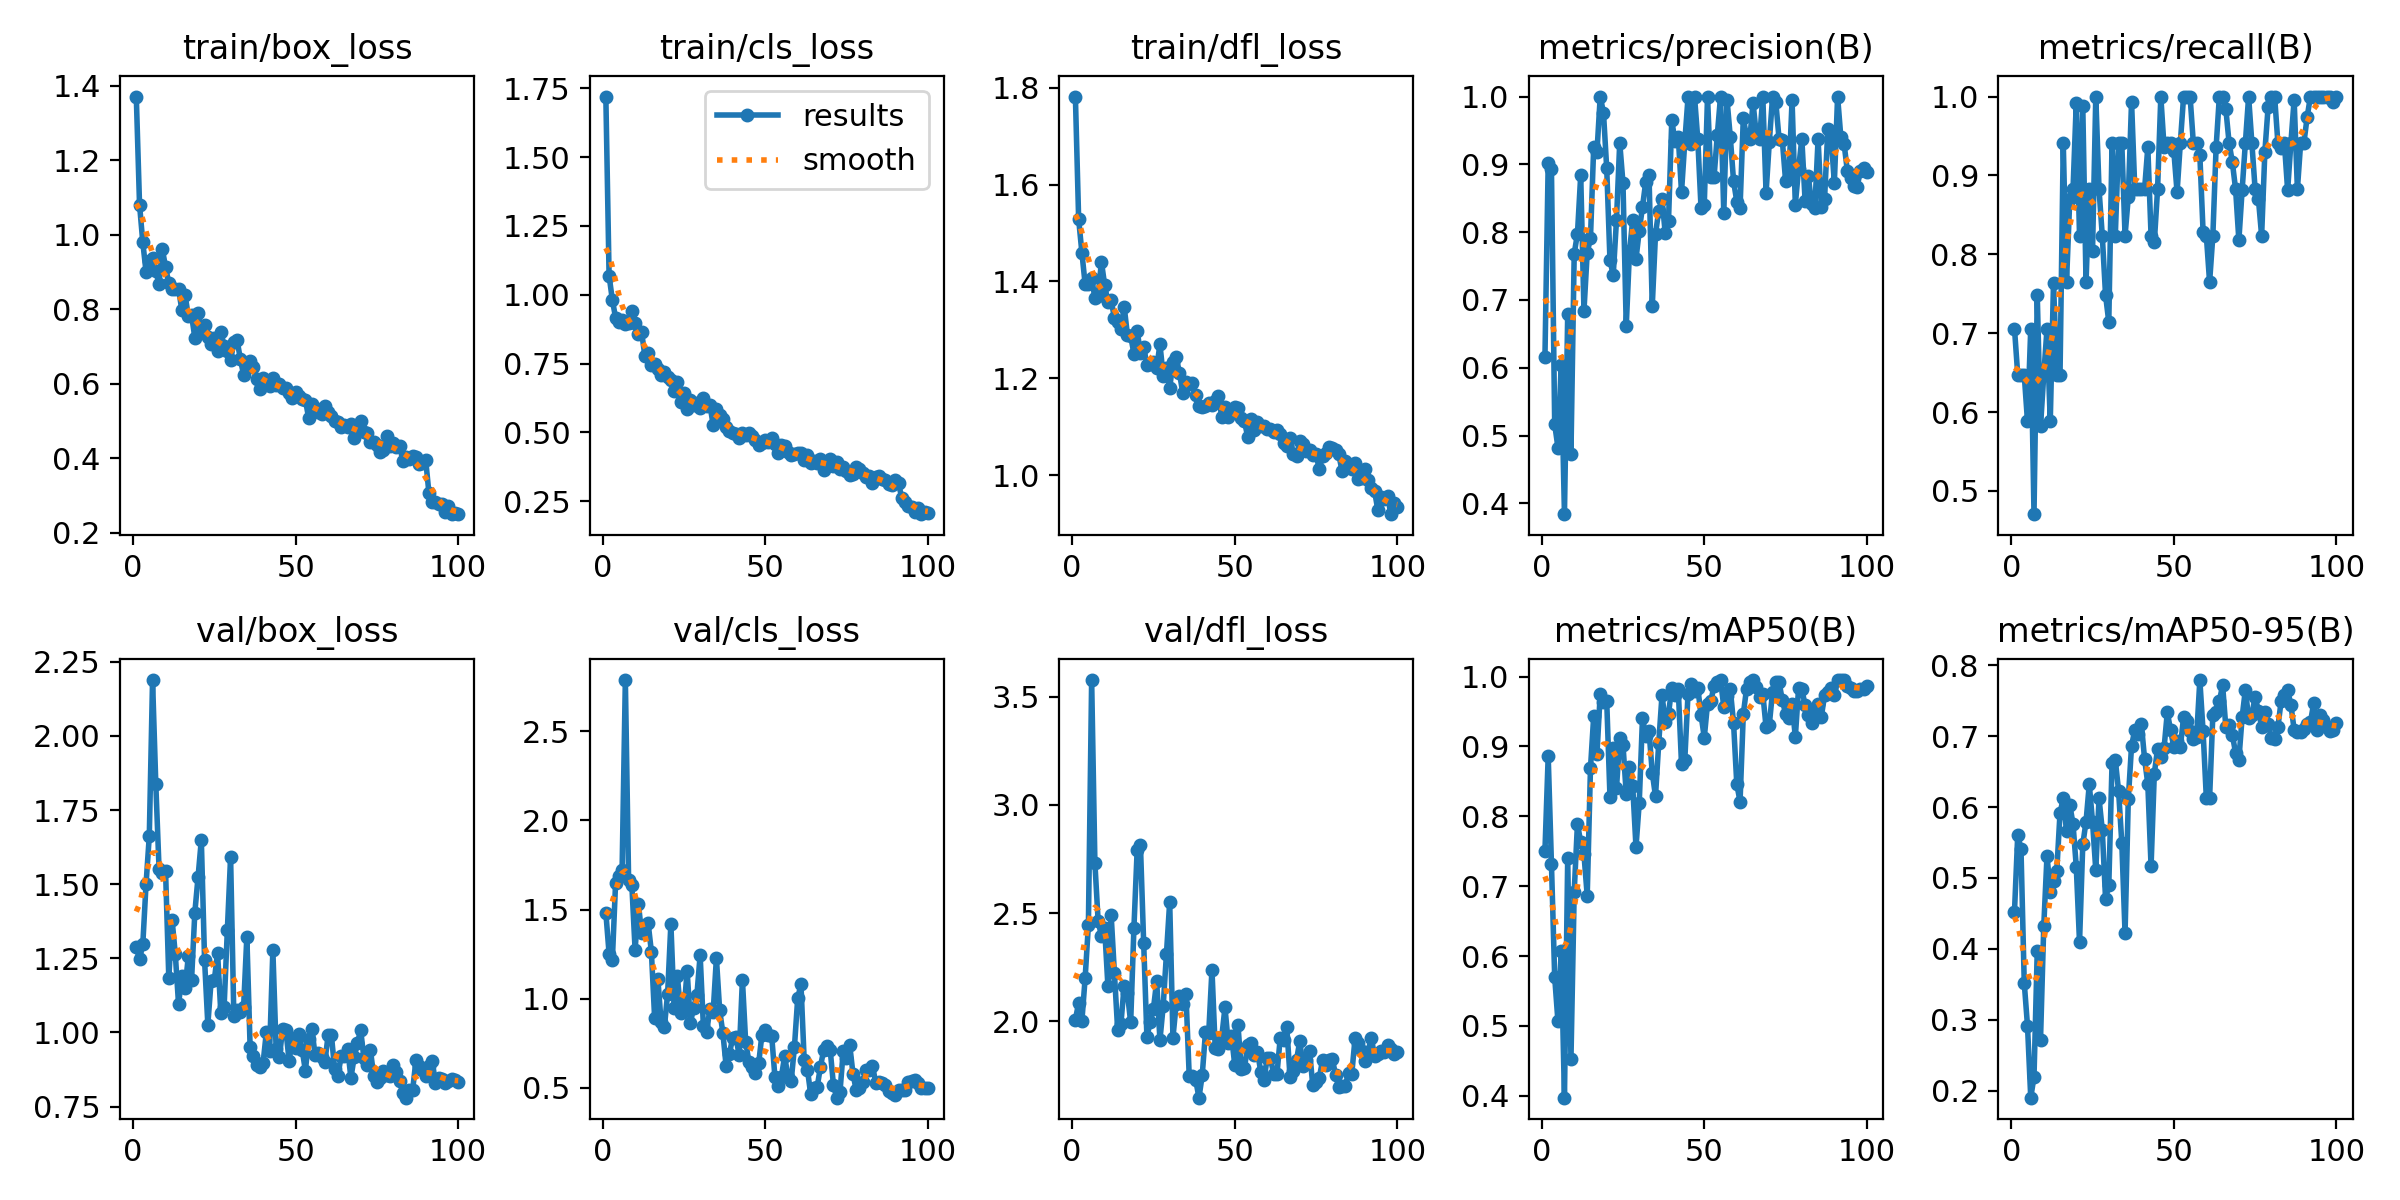 train/box_loss
1.4
1.2
1.0
0.8
0.6
0.4
0.2
0 50 100
train/cls_loss
results
smooth
1.75
1.50
1.25
1.00
0.75
0.50
0.25
0 50 100
train/dfl_loss
1.8
1.6
1.4
1.2
1.0
0 50 100
metrics/precision(B)
1.0
0.9
0.8
0.7
0.6
0.5
0.4
0 50 100
metrics/recall(B)
1.0
0.9
0.8
0.7
0.6
0.5
0 50 100
val/box_loss
2.25
2.00
1.75
1.50
1.25
1.00
0.75
0 50 100
val/cls_loss
2.5
2.0
1.5
1.0
0.5
0 50 100
val/dfl_loss
3.5
3.0
2.5
2.0
0 50 100
metrics/mAP50(B)
1.0
0.9
0.8
0.7
0.6
0.5
0.4
0 50 100
metrics/mAP50-95(B)
0.8
0.7
0.6
0.5
0.4
0.3
0.2
0 50 100